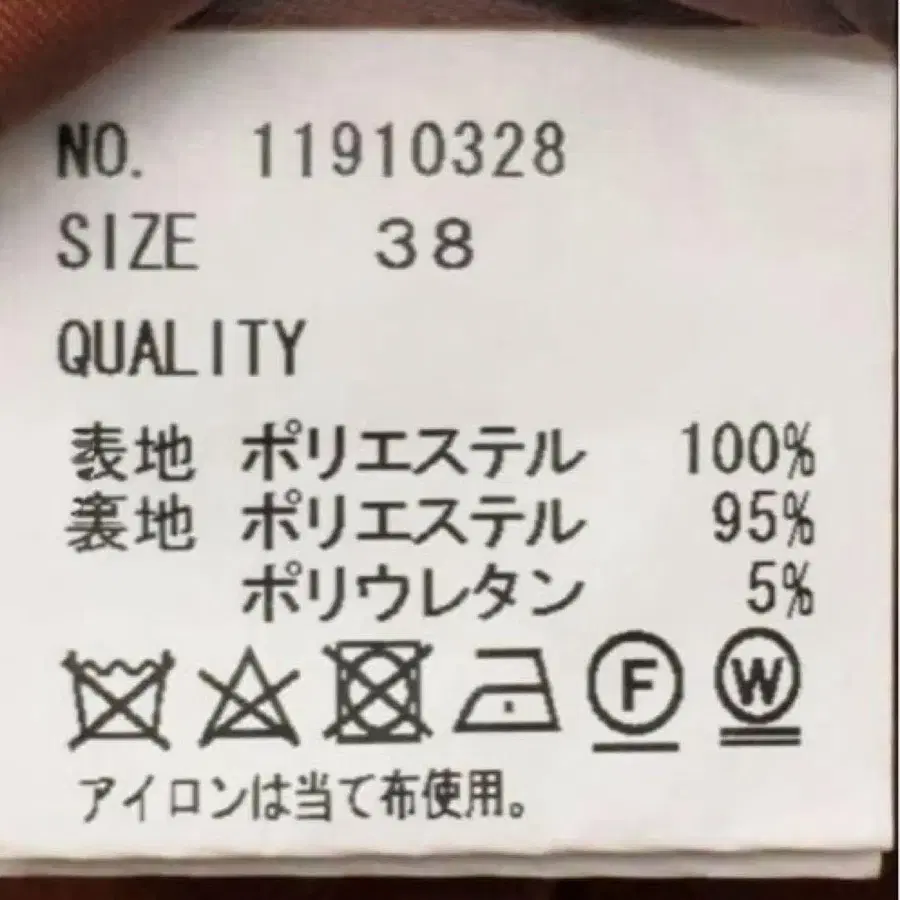 NO. 11910328
SIZE 38
QUALITY
表地 ポリエステル 100%
裏地 ポリエステル 95%
ポリウレタン 5%
F W
アイロンは当て布使用。